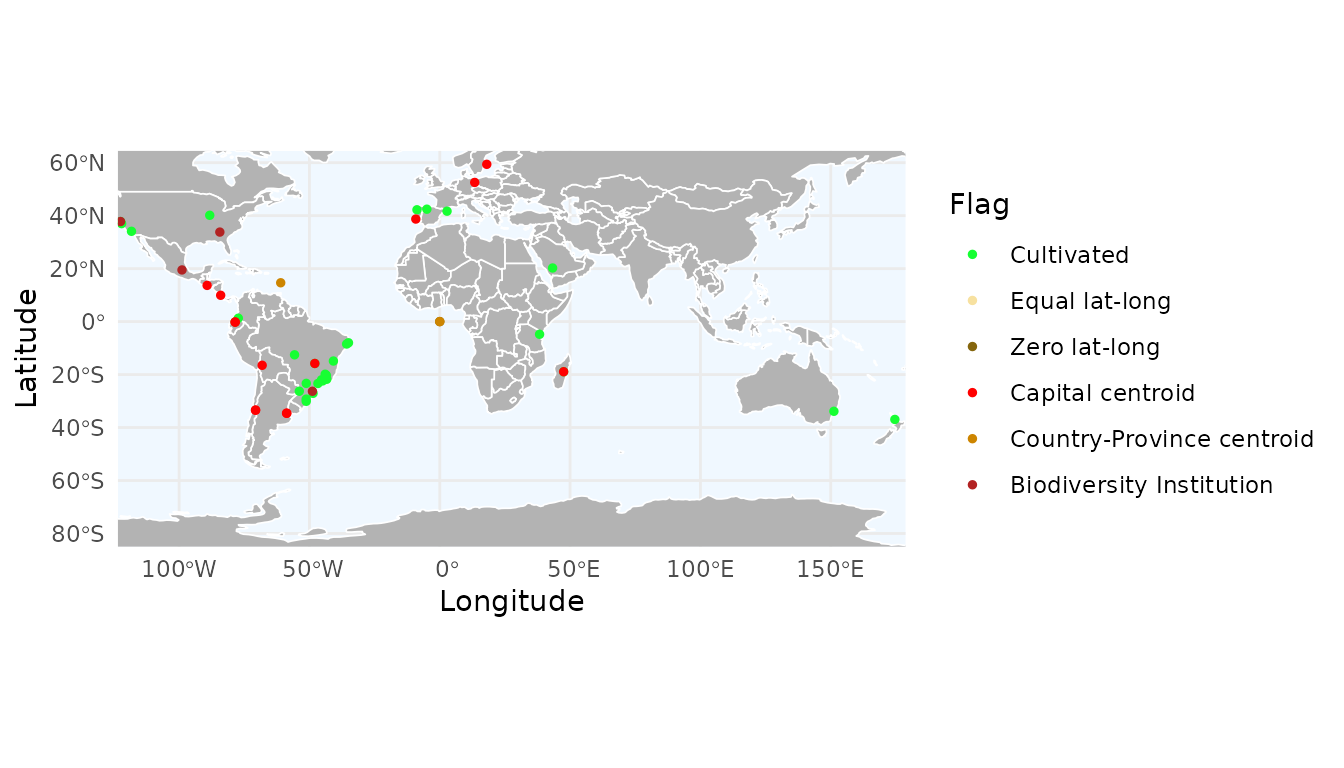 60°N
40°N
20°N
0°
20°S
40°S
60°S
80°S
Latitude
100°W
50°W
0°
50°E
100°E
150°E
Longitude
Flag
Cultivated
Equal lat-long
Zero lat-long
Capital centroid
Country-Province centroid
Biodiversity Institution